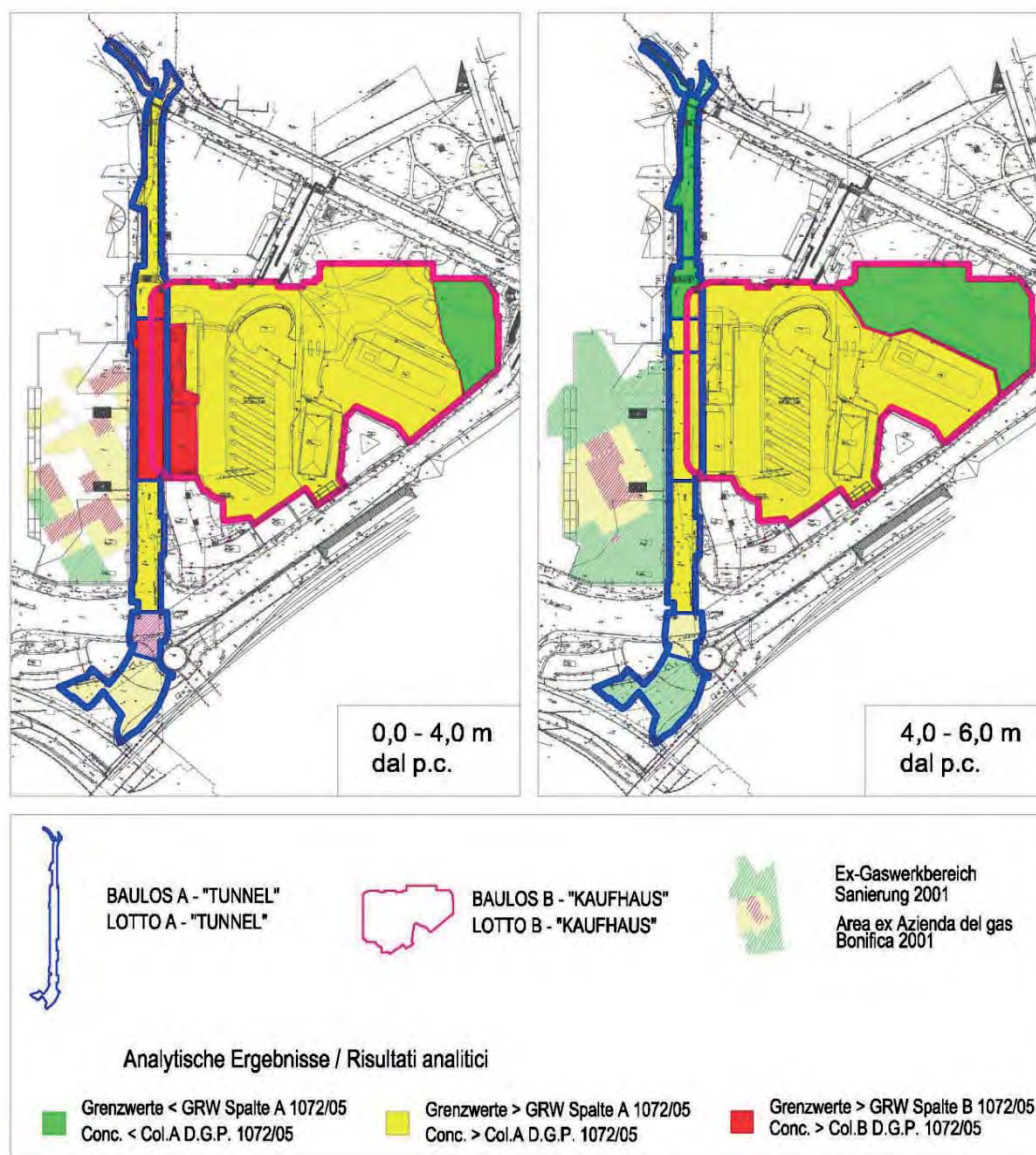 0,0 - 4,0 m
dal p.c.
4,0 - 6,0 m
dal p.c.
BAULOS A - "TUNNEL"
LOTTO A - "TUNNEL"
BAULOS B - "KAUFHAUS"
LOTTO B - "KAUFHAUS"
Ex-Gaswerkbereich
Sanierung 2001
Area ex Azienda del gas
Bonifica 2001
Analytische Ergebnisse / Risultati analitici
Grenzwerte < GRW Spalte A 1072/05
Conc. < Col.A D.G.P. 1072/05
Grenzwerte > GRW Spalte A 1072/05
Conc. > Col.A D.G.P. 1072/05
Grenzwerte > GRW Spalte B 1072/05
Conc. > Col.B D.G.P. 1072/05